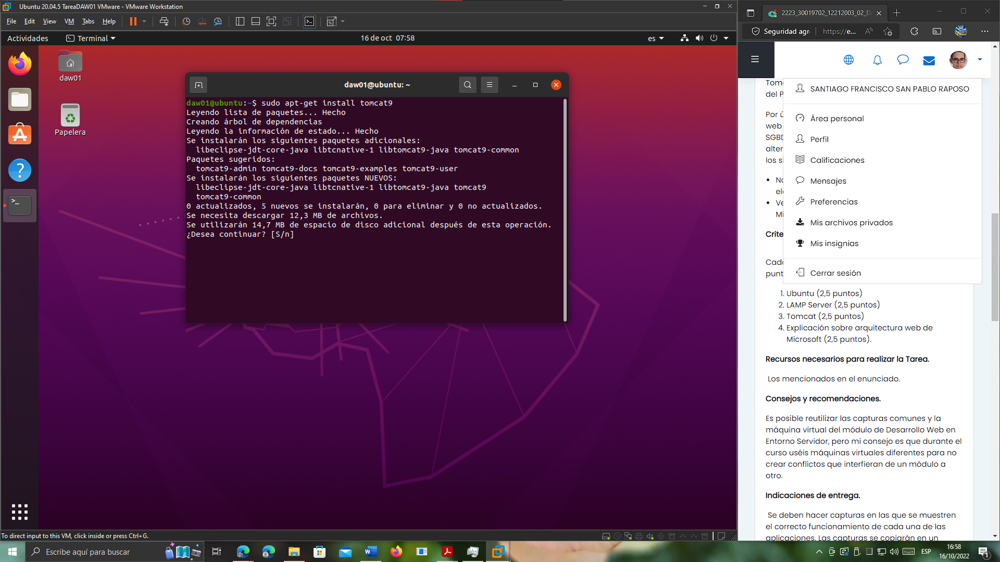 Ubuntu 20.04.5 TareaDAW01 VMware - VMware Workstation
File Edit View VM Tabs Help
Actividades
Terminal
16 de oct 07:58
es
daw01
Papelera
daw01@ubuntu: ~
daw01@ubuntu:~$ sudo apt-get install tomcat9
Leyendo lista de paquetes... Hecho
Creando árbol de dependencias
Leyendo la información de estado... Hecho
Se instalarán los siguientes paquetes adicionales:
libeclipse-jdt-core-java libtcnative-1 libtomcat9-java tomcat9-common
Paquetes sugeridos:
tomcat9-admin tomcat9-docs tomcat9-examples tomcat9-user
Se instalarán los siguientes paquetes NUEVOS:
libeclipse-jdt-core-java libtcnative-1 libtomcat9-java tomcat9
tomcat9-common
0 actualizados, 5 nuevos se instalarán, 0 para eliminar y 0 no actualizados.
Se necesita descargar 12,3 MB de archivos.
Se utilizarán 14,7 MB de espacio de disco adicional después de esta operación.
¿Desea continuar? [S/n]
To direct input to this VM, click inside or press Ctrl+G.
2223_30019702_12212003_02_D
Seguridad agr
https://e...
Tom
del P
Por ú
web
SGBD
alter
los si
• No
ele
• Ve
Mi
Crite
Cada
punt
SANTIAGO FRANCISCO SAN PABLO RAPOSO
Área personal
Perfil
Calificaciones
Mensajes
Preferencias
Mis archivos privados
Mis insignias
Cerrar sesión
1. Ubuntu (2,5 puntos)
2. LAMP Server (2,5 puntos)
3. Tomcat (2,5 puntos)
4. Explicación sobre arquitectura web de
Microsoft (2,5 puntos).
Recursos necesarios para realizar la Tarea.
Los mencionados en el enunciado.
Consejos y recomendaciones.
Es posible reutilizar las capturas comunes y la
máquina virtual del módulo de Desarrollo Web en
Entorno Servidor, pero mi consejo es que durante el
curso uséis máquinas virtuales diferentes para no
crear conflictos que interfieran de un módulo a
otro.
Indicaciones de entrega.
Se deben hacer capturas en las que se muestren
el correcto funcionamiento de cada una de las
aplicaciones. Las capturas se copiarán en un
Escribe aquí para buscar
ESP
16:58
16/10/2022
1